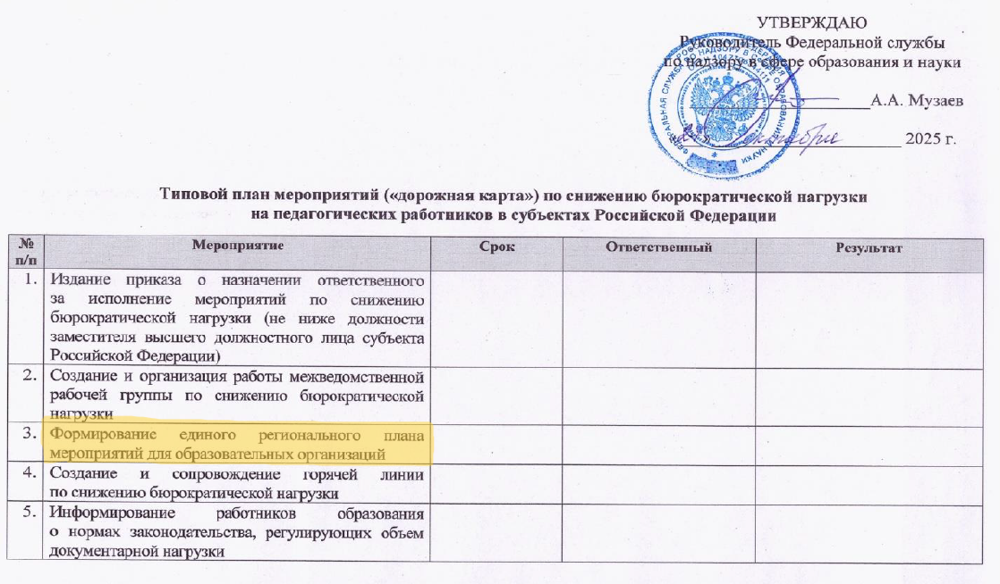 УТВЕРЖДАЮ
Руководитель Федеральной службы
по надзору в сфере образования и науки
А.А. Музаев
октября 2025 г.
Типовой план мероприятий («дорожная карта») по снижению бюрократической нагрузки
на педагогических работников в субъектах Российской Федерации
№ п/п Мероприятие Срок Ответственный Результат
1. Издание приказа о назначении ответственного
за исполнение мероприятий по снижению
бюрократической нагрузки (не ниже должности
заместителя высшего должностного лица субъекта
Российской Федерации)
2. Создание и организация работы межведомственной
рабочей группы по снижению бюрократической
нагрузки
3. Формирование единого регионального плана
мероприятий для образовательных организаций
4. Создание и сопровождение горячей линии
по снижению бюрократической нагрузки
5. Информирование работников образования
о нормах законодательства, регулирующих объем
документарной нагрузки